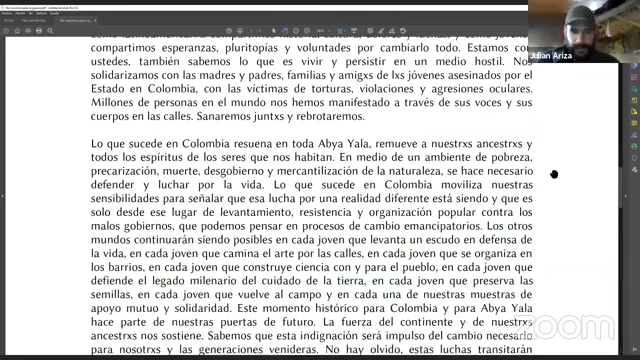 compartimos esperanzas, pluritopías y voluntades por cambiarlo todo. Estamos con
ustedes, también sabemos lo que es vivir y persistir en un medio hostil. Nos
solidarizamos con las madres y padres, familias y amigxs de lxs jóvenes asesinados por el
Estado en Colombia, con las víctimas de torturas, violaciones y agresiones oculares.
Millones de personas en el mundo nos hemos manifestado a través de sus voces y sus
cuerpos en las calles. Sanaremos juntxs y rebrotaremos.
Lo que sucede en Colombia resuena en toda Abya Yala, remueve a nuestrxs ancestrxs y
todos los espíritus de los seres que nos habitan. En medio de un ambiente de pobreza,
precarización, muerte, desgobierno y mercantilización de la naturaleza, se hace necesario
defender y luchar por la vida. Lo que sucede en Colombia moviliza nuestras
sensibilidades para señalar que esa lucha por una realidad diferente está siendo y que es
solo desde ese lugar de levantamiento, resistencia y organización popular contra los
malos gobiernos, que podemos pensar en procesos de cambio emancipatorios. Los otros
mundos continuarán siendo posibles en cada joven que levanta un escudo en defensa de
la vida, en cada joven que camina el arte por las calles, en cada joven que se organiza en
los barrios, en cada joven que construye ciencia con y para el pueblo, en cada joven que
defiende el legado milenario del cuidado de la tierra, en cada joven que preserva las
semillas, en cada joven que vuelve al campo y en cada una de nuestras muestras de
apoyo mutuo y solidaridad. Este momento histórico para Colombia y para Abya Yala
hace parte de nuestras puertas de futuro. La fuerza del continente y de nuestrxs
ancestrxs nos sostiene. Sabemos que esta indignación será impulso del cambio necesario
para nosotrxs y las generaciones venideras. No hay olvido, estas luchas transitarán
Julian Ariza
zoom